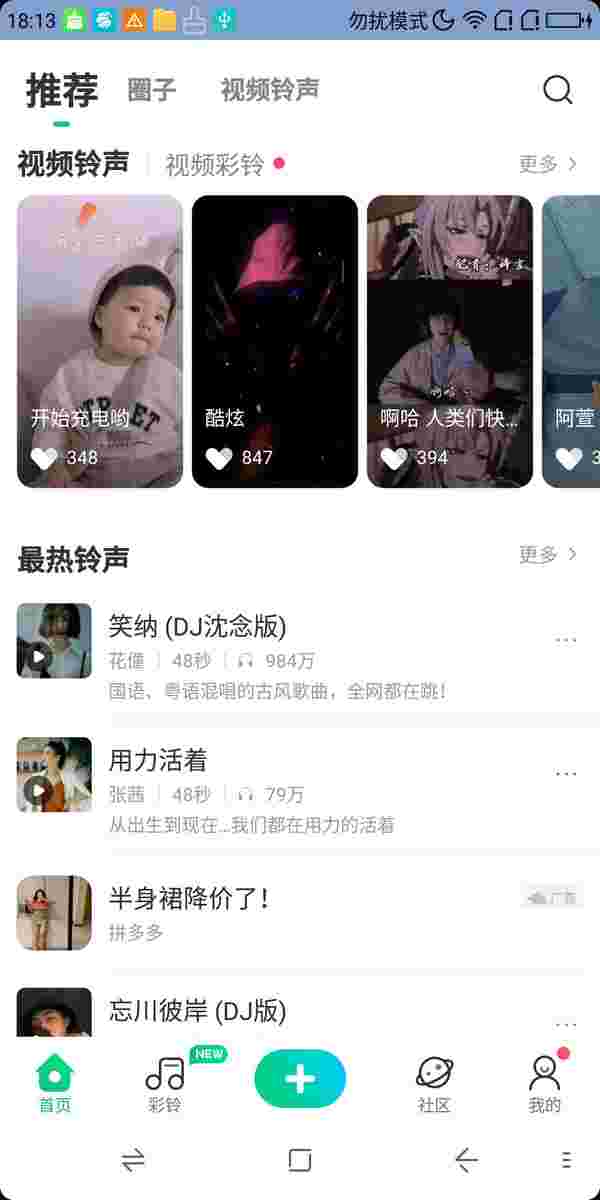 18:13 勿扰模式
推荐 圈子 视频铃声
视频铃声 视频彩铃 更多
开始充电哟
348
酷炫
847
配音：
啊哈 人类们快...
394
阿萱
最热铃声 更多
笑纳 (DJ沈念版)
花僮 48秒 984万
国语、粤语混唱的古风歌曲，全网都在跳！
用力活着
张茜 48秒 79万
从出生到现在...我们都在用力的活着
半身裙降价了！
广告
拼多多
忘川彼岸 (DJ版)
首页
NEW
彩铃
社区
我的